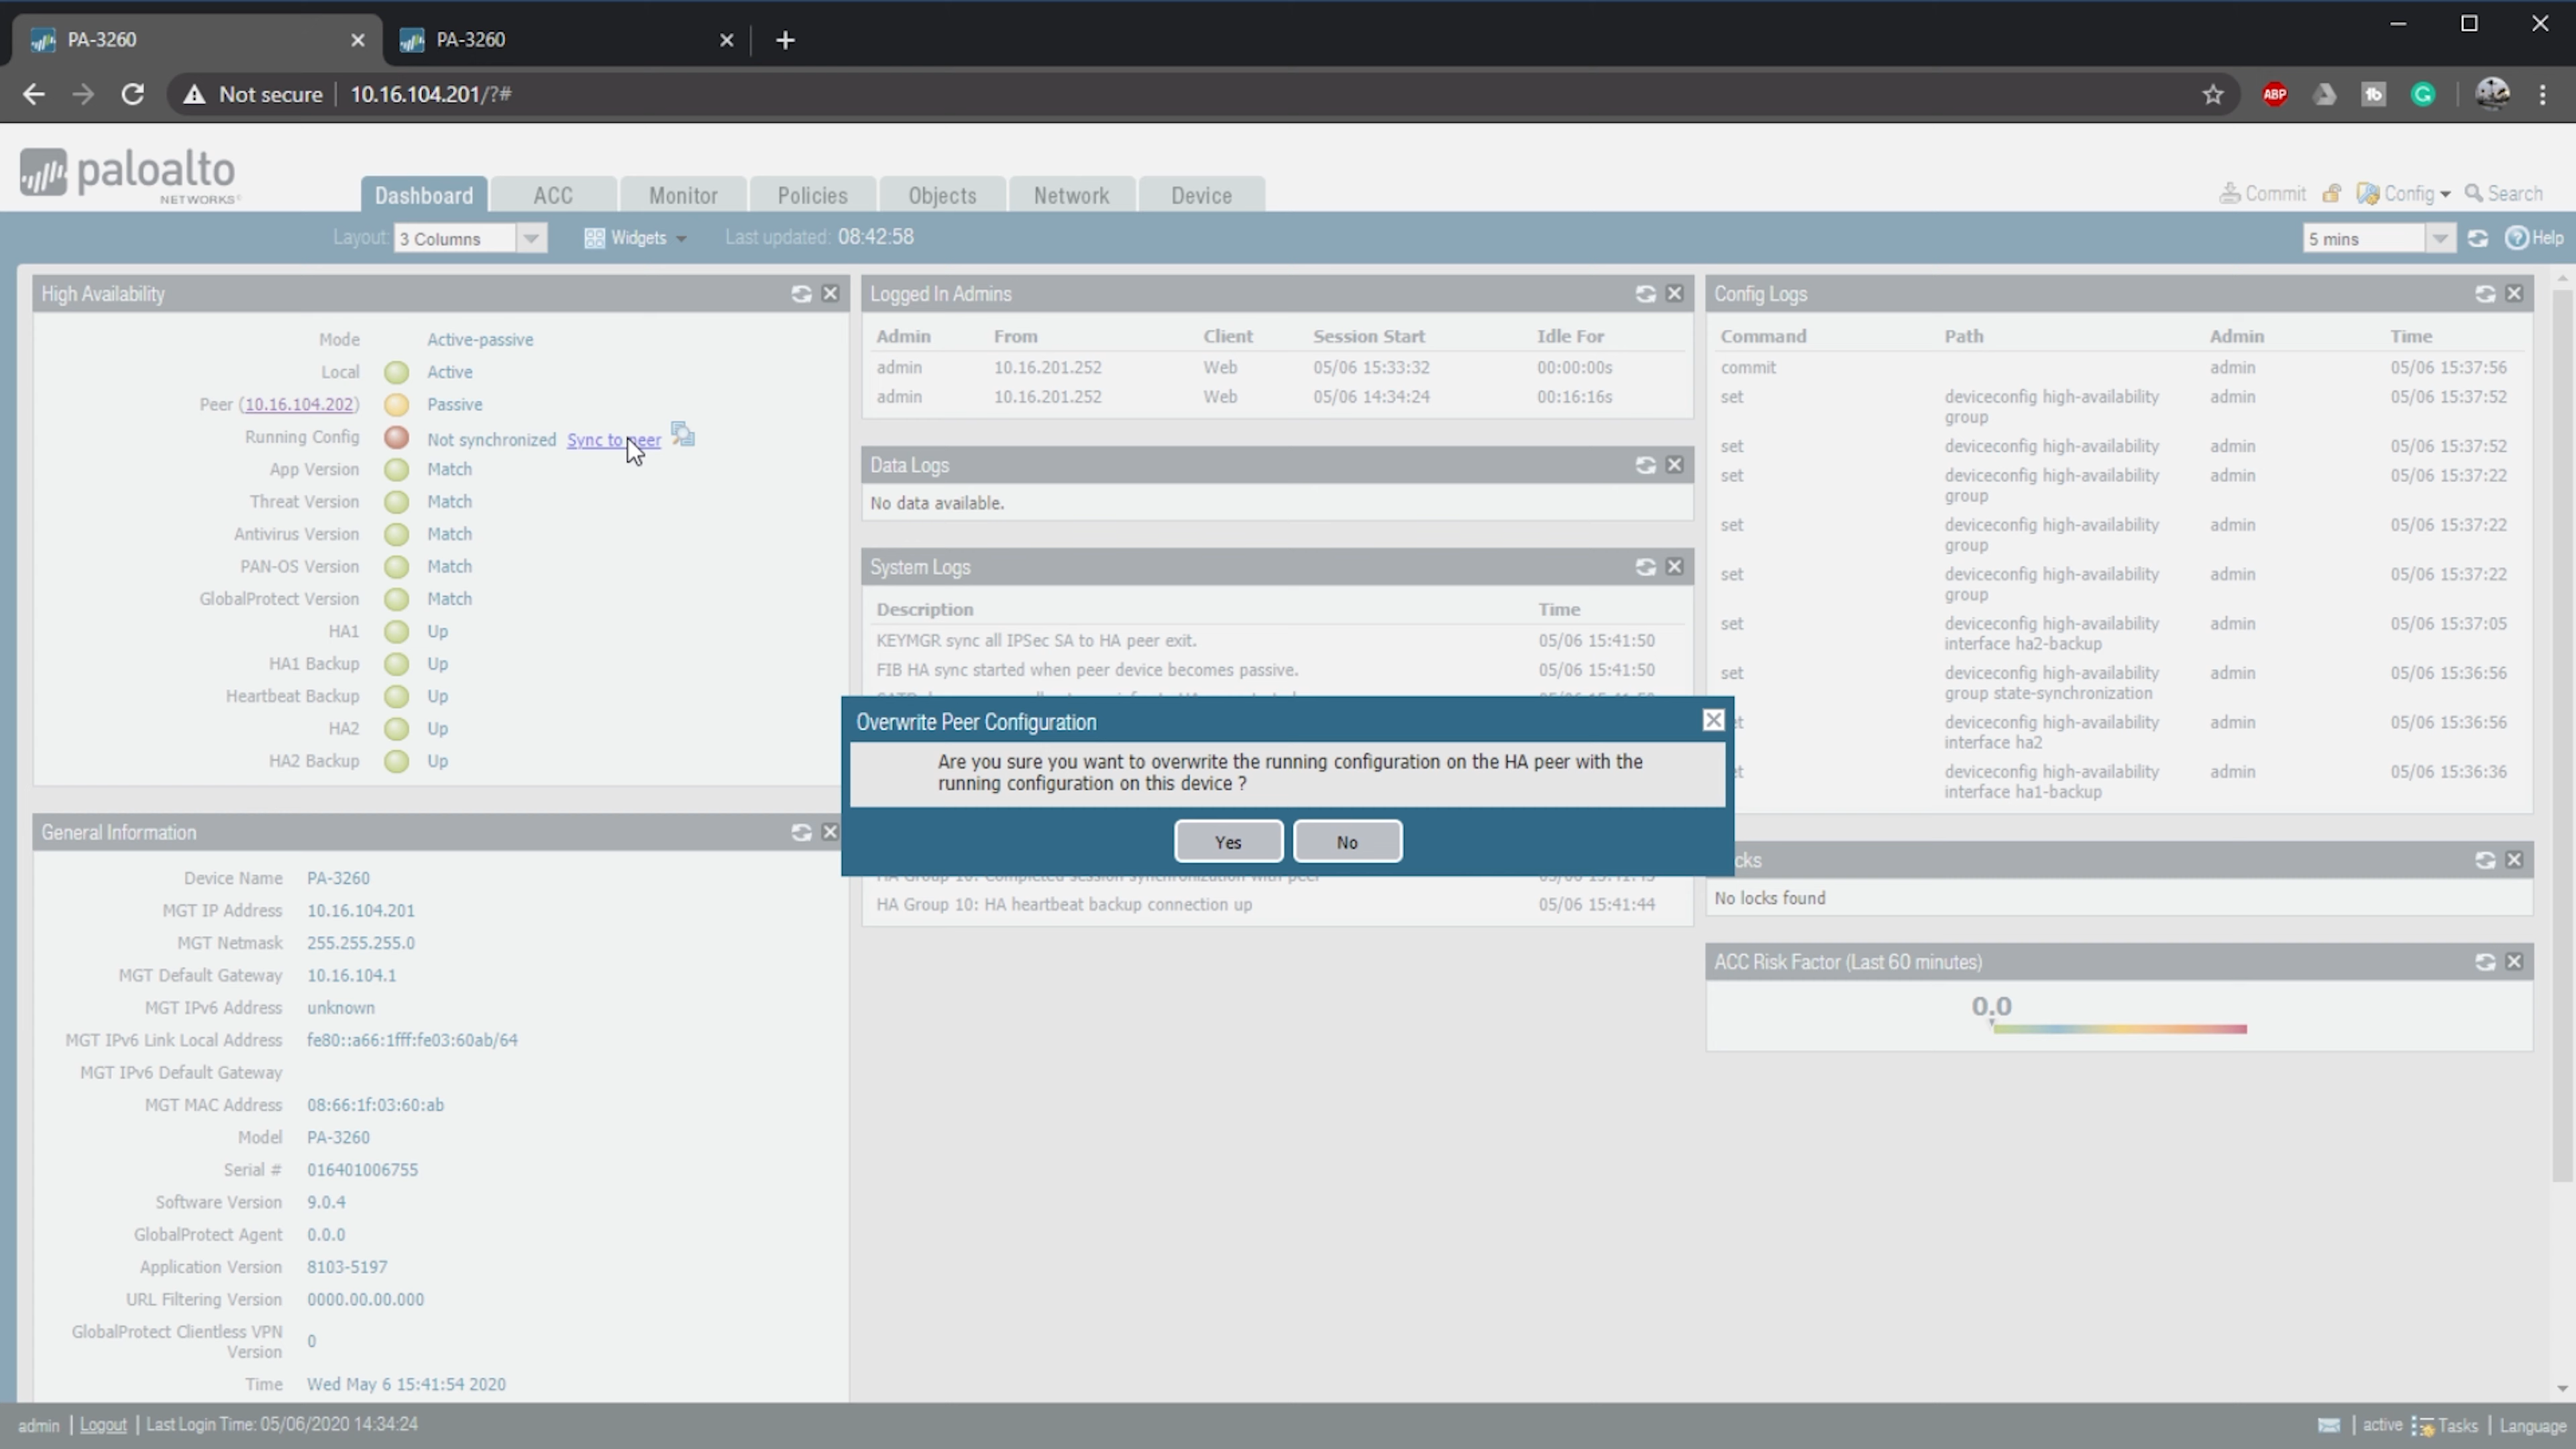 PA-3260
PA-3260
Not secure 10.16.104.201/?#
ABP
paloalto
NETWORKS®
Dashboard ACC Monitor Policies Objects Network Device
Commit Config Search
Layout: 3 Columns Widgets Last updated: 08:42:58
5 mins Help
High Availability
Mode Active-passive
Local Active
Peer (10.16.104.202) Passive
Running Config Not synchronized Sync to peer
App Version Match
Threat Version Match
Antivirus Version Match
PAN-OS Version Match
GlobalProtect Version Match
HA1 Up
HA1 Backup Up
Heartbeat Backup Up
HA2 Up
HA2 Backup Up
General Information
Device Name PA-3260
MGT IP Address 10.16.104.201
MGT Netmask 255.255.255.0
MGT Default Gateway 10.16.104.1
MGT IPv6 Address unknown
MGT IPv6 Link Local Address fe80::a66:1fff:fe03:60ab/64
MGT IPv6 Default Gateway
MGT MAC Address 08:66:1f:03:60:ab
Model PA-3260
Serial # 016401006755
Software Version 9.0.4
GlobalProtect Agent 0.0.0
Application Version 8103-5197
URL Filtering Version 0000.00.00.000
GlobalProtect Clientless VPN
Version 0
Time Wed May 6 15:41:54 2020
Logged In Admins
Admin From Client Session Start Idle For
admin 10.16.201.252 Web 05/06 15:33:32 00:00:00s
admin 10.16.201.252 Web 05/06 14:34:24 00:16:16s
Data Logs
No data available.
System Logs
Description Time
KEYMGR sync all IPSec SA to HA peer exit. 05/06 15:41:50
FIB HA sync started when peer device becomes passive. 05/06 15:41:50
Overwrite Peer Configuration
Are you sure you want to overwrite the running configuration on the HA peer with the
running configuration on this device ?
Yes No
HA Group 10: Completed session synchronization with peer
HA Group 10: HA heartbeat backup connection up 05/06 15:41:44
Config Logs
Command Path Admin Time
commit admin 05/06 15:37:56
set deviceconfig high-availability admin 05/06 15:37:52
group
set deviceconfig high-availability admin 05/06 15:37:52
set deviceconfig high-availability admin 05/06 15:37:22
group
set deviceconfig high-availability admin 05/06 15:37:22
group
set deviceconfig high-availability admin 05/06 15:37:22
group
set deviceconfig high-availability admin 05/06 15:37:05
interface ha2-backup
set deviceconfig high-availability admin 05/06 15:36:56
group state-synchronization
deviceconfig high-availability admin 05/06 15:36:56
interface ha2
deviceconfig high-availability admin 05/06 15:36:36
interface ha1-backup
cks
No locks found
ACC Risk Factor (Last 60 minutes)
0.0
admin | Logout | Last Login Time: 05/06/2020 14:34:24
active Tasks | Language